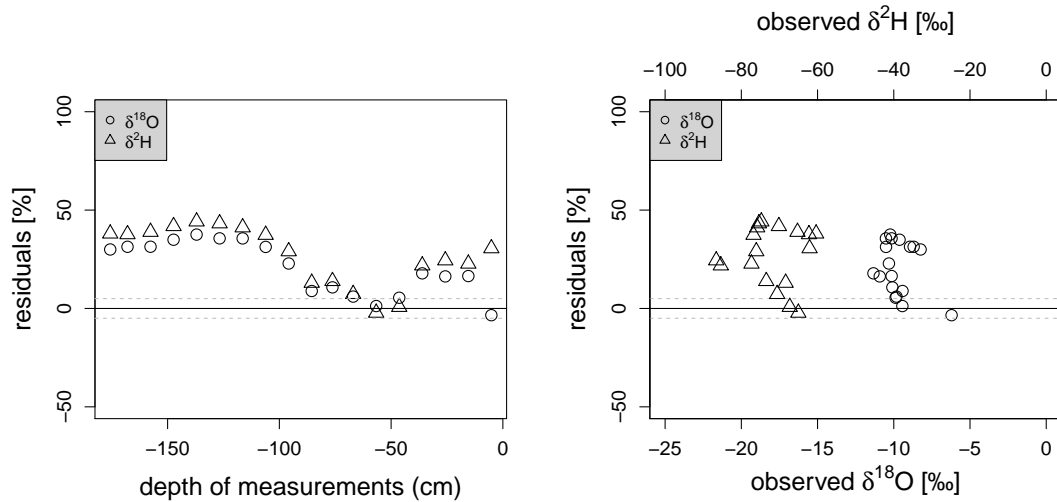 100
50
0
−50
residuals [%]
δ¹⁸O
δ²H
−150 −100 −50 0
depth of measurements (cm)
observed δ²H [‰]
−100 −80 −60 −40 −20 0
100
50
0
−50
residuals [%]
δ¹⁸O
δ²H
−25 −20 −15 −10 −5 0
observed δ¹⁸O [‰]